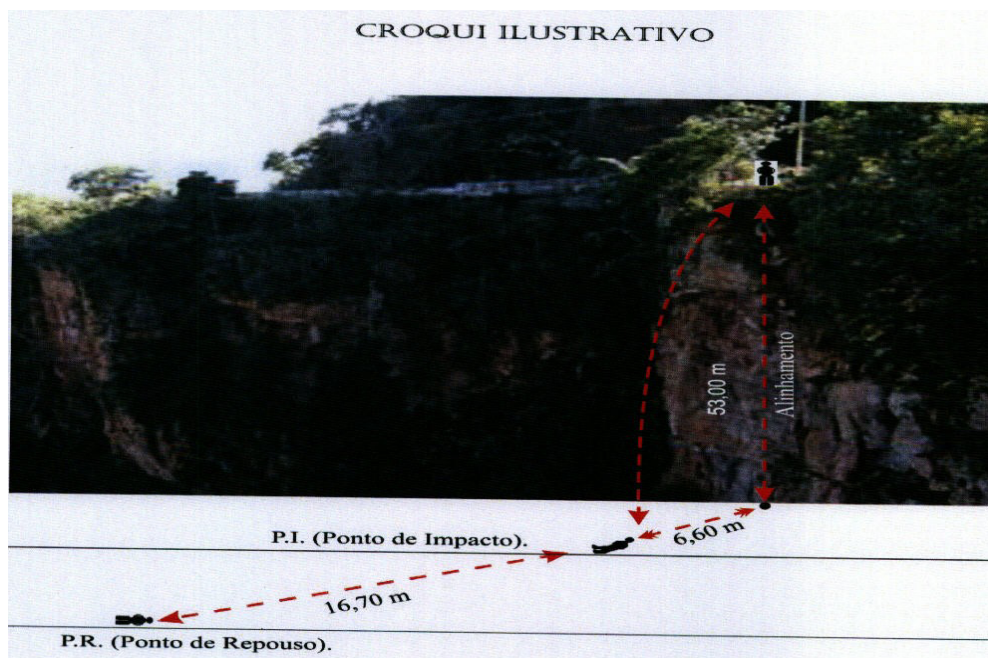 CROQUI ILUSTRATIVO
53,00 m
Alinhamento
P.I. (Ponto de Impacto).
6,60 m
16,70 m
P.R. (Ponto de Repouso).